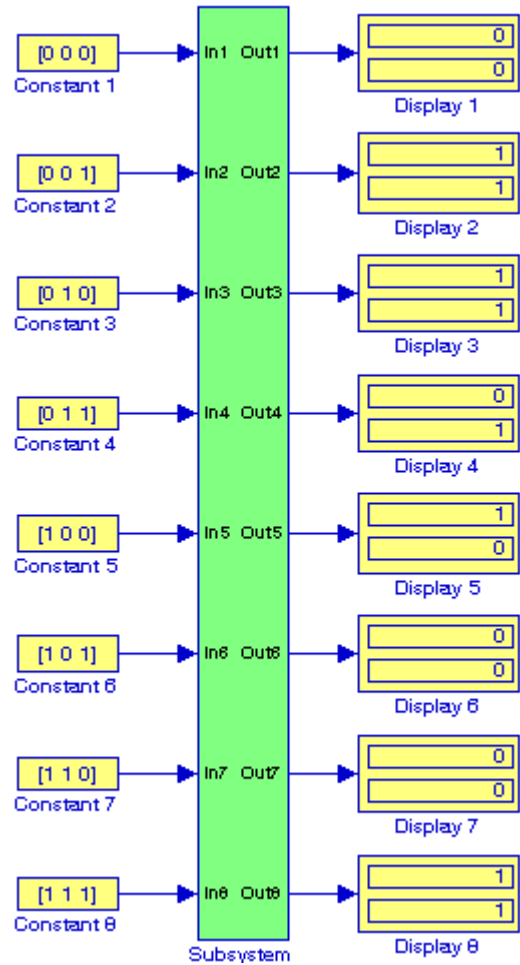 [0 0 0] In1 Out1 0
0
Constant 1 Display 1
[0 0 1] In2 Out2 1
1
Constant 2 Display 2
[0 1 0] In3 Out3 1
1
Constant 3 Display 3
[0 1 1] In4 Out4 0
1
Constant 4 Display 4
[1 0 0] In5 Out5 1
0
Constant 5 Display 5
[1 0 1] In6 Out6 0
0
Constant 6 Display 6
[1 1 0] In7 Out7 0
0
Constant 7 Display 7
[1 1 1] In8 Out8 1
1
Constant 8 Display 8
Subsystem